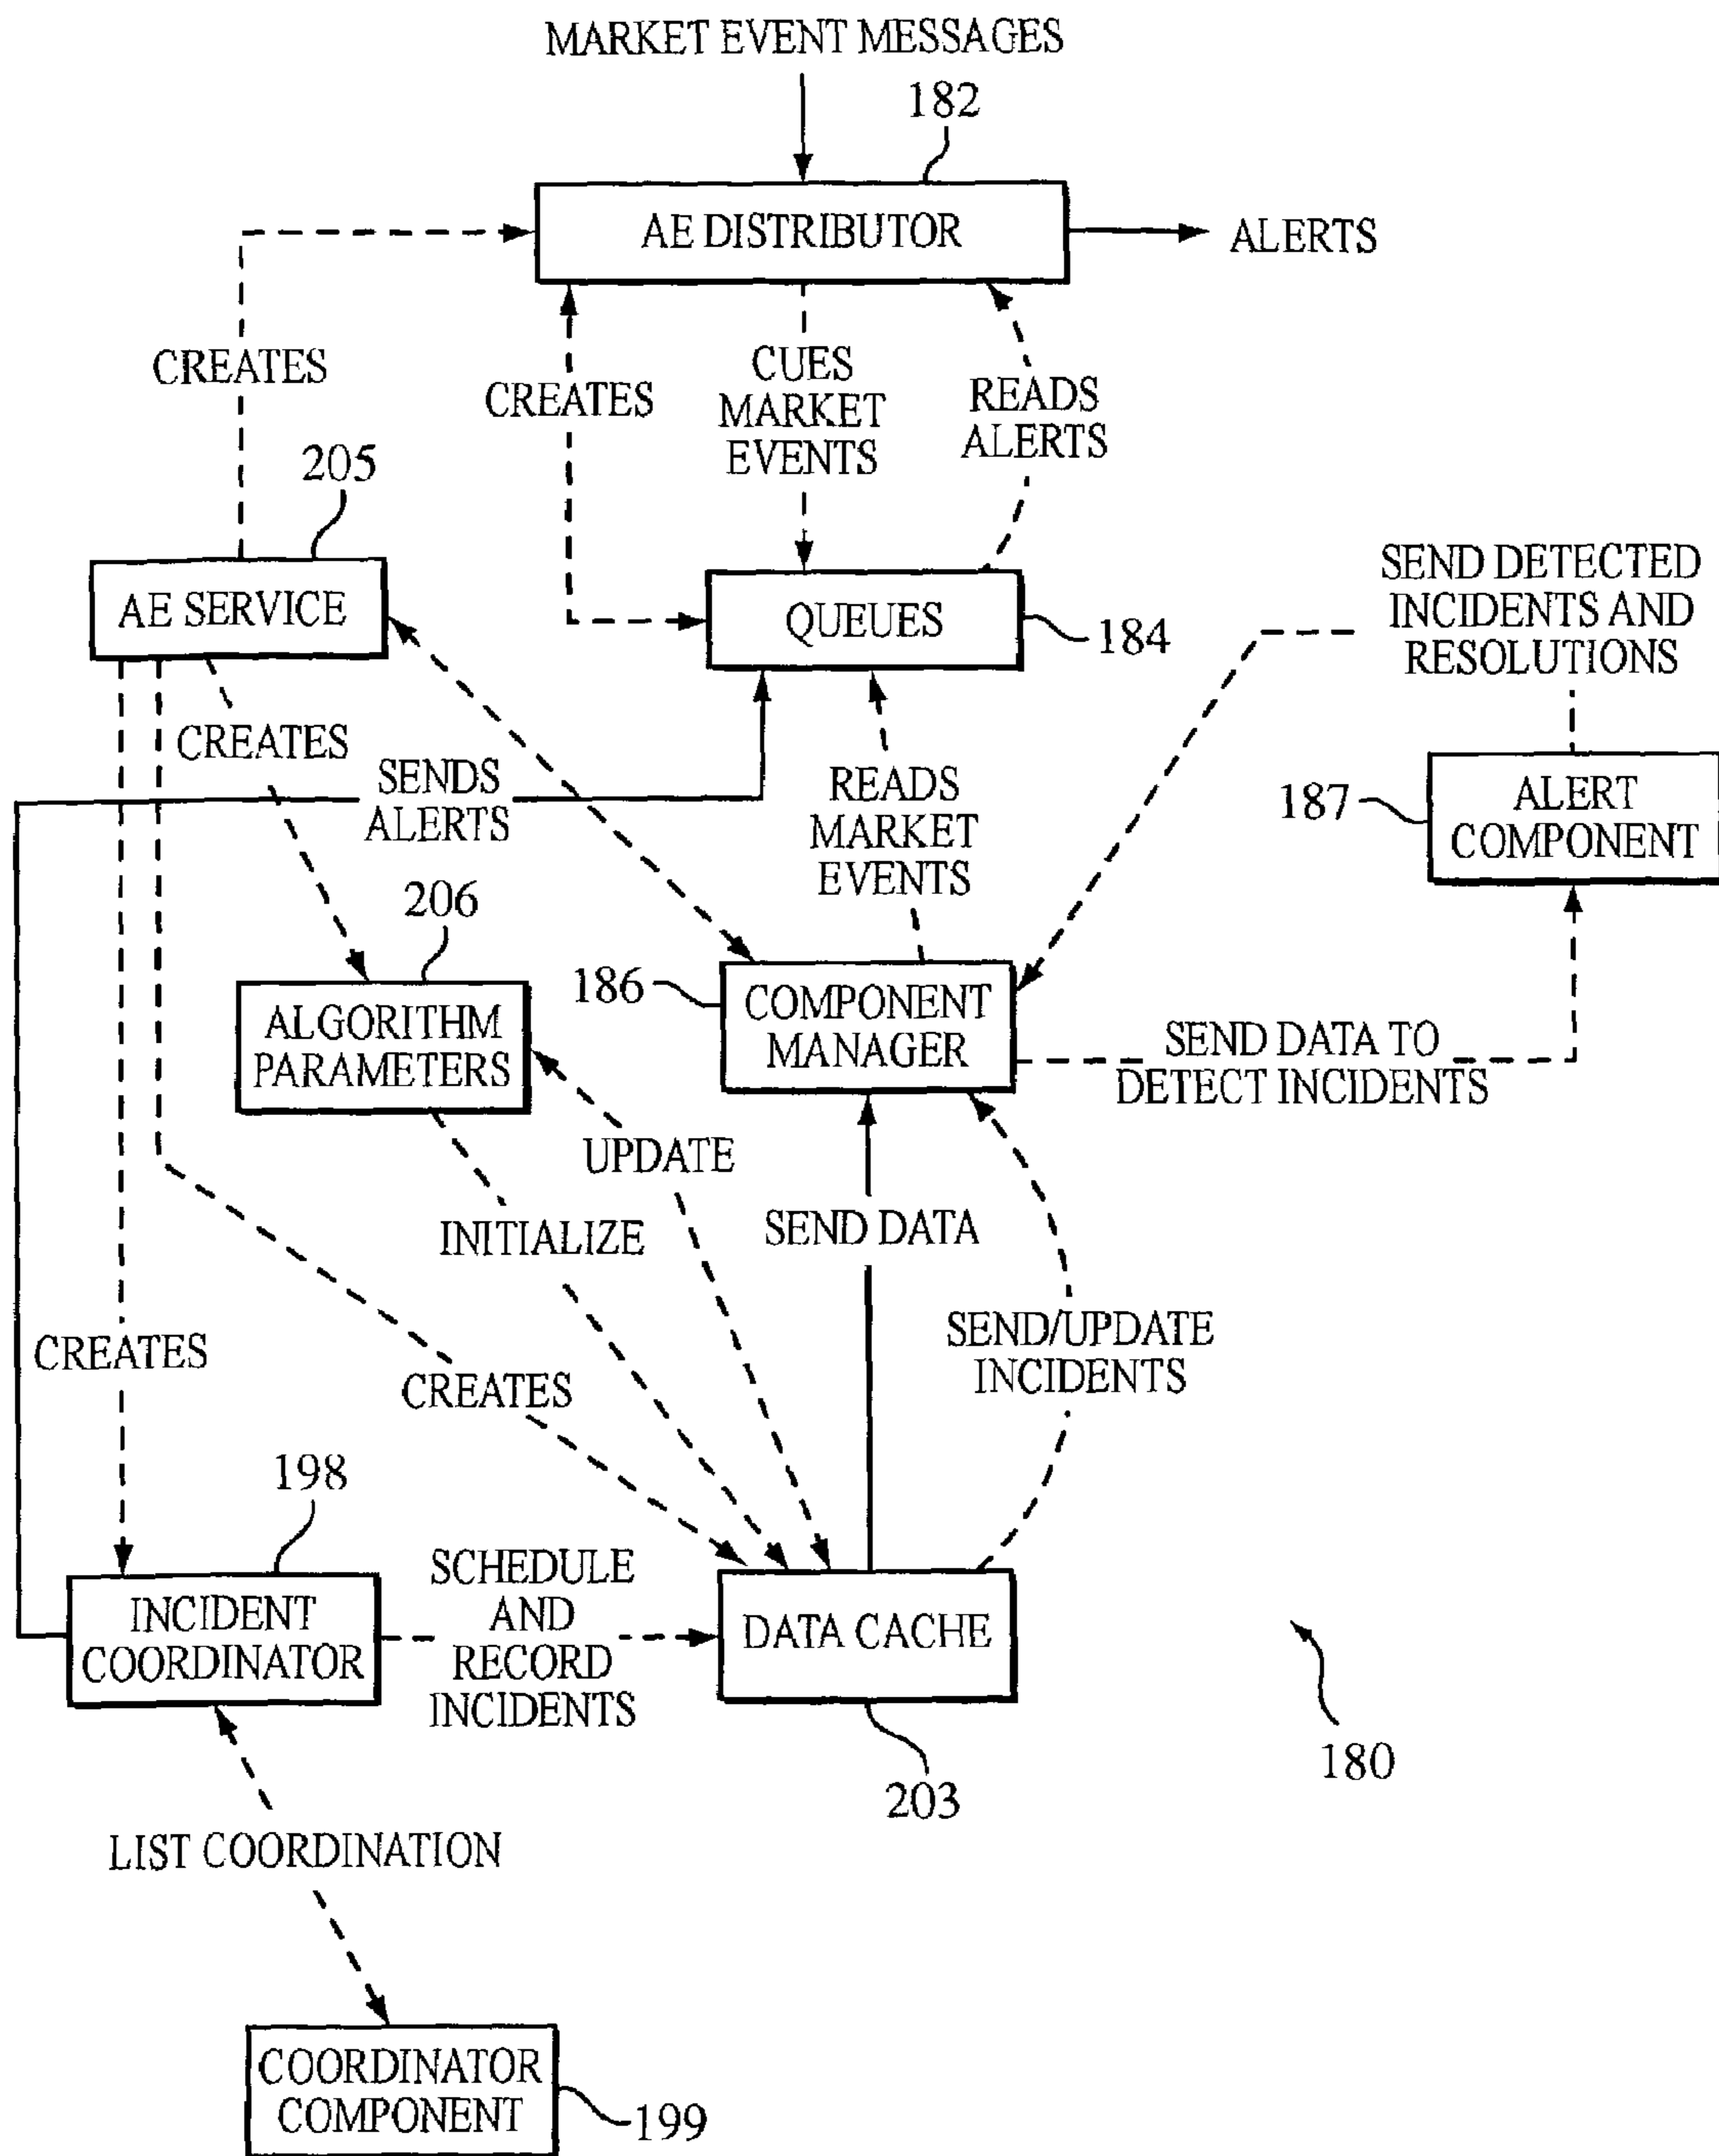 MARKET EVENT MESSAGES
182
AE DISTRIBUTOR
ALERTS
CREATES
CREATES
CUES
MARKET
EVENTS
READS
ALERTS
205
AE SERVICE
QUEUES
184
SEND DETECTED
INCIDENTS AND
RESOLUTIONS
CREATES
SENDS
ALERTS
READS
MARKET
EVENTS
187
ALERT
COMPONENT
206
186
COMPONENT
MANAGER
ALGORITHM
PARAMETERS
SEND DATA TO
DETECT INCIDENTS
UPDATE
INITIALIZE
SEND DATA
SEND/UPDATE
INCIDENTS
CREATES
CREATES
198
INCIDENT
COORDINATOR
SCHEDULE
AND
RECORD
INCIDENTS
DATA CACHE
203
180
LIST COORDINATION
COORDINATOR
COMPONENT
199